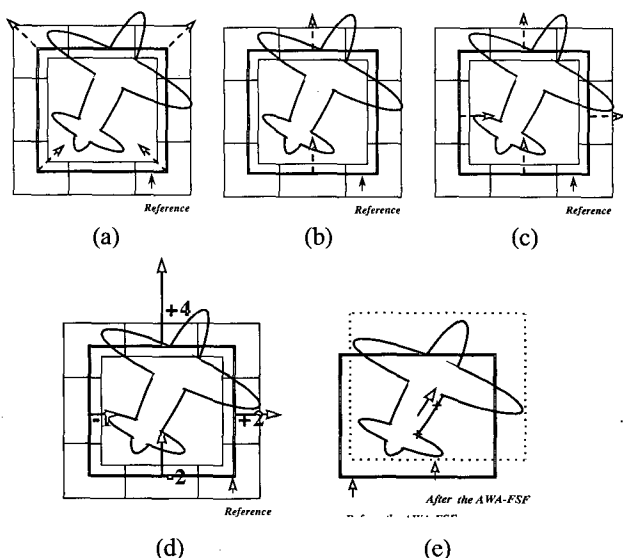 Reference
Reference
Reference
(a)
(b)
(c)
+4
-1
+2
-2
Reference
After the AWA-FSF
(d)
(e)